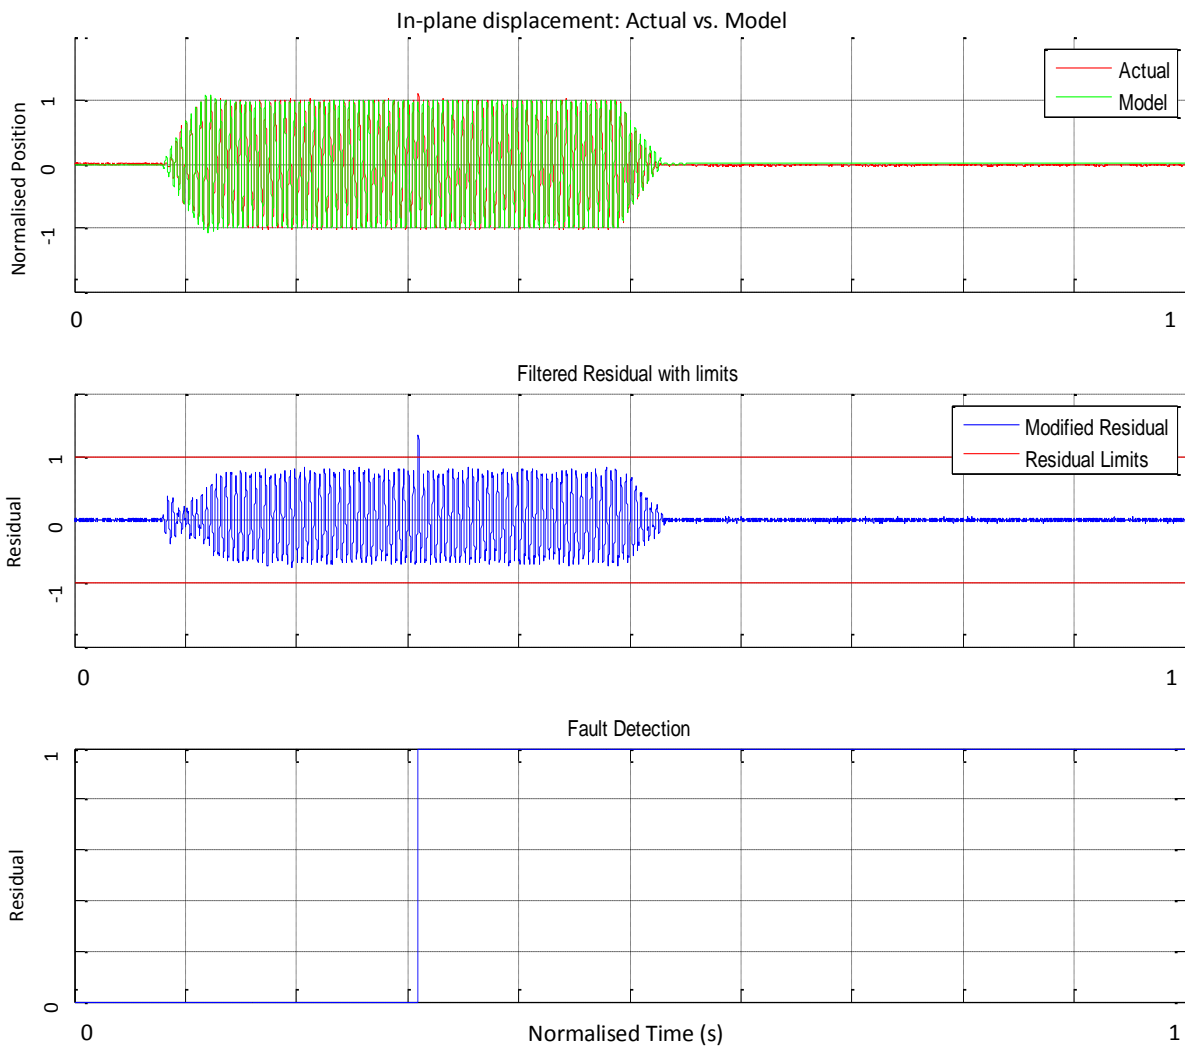 In-plane displacement: Actual vs. Model
Normalised Position
1
0
-1
Actual
Model
0
1
Filtered Residual with limits
Residual
1
0
-1
Modified Residual
Residual Limits
0
1
Fault Detection
Residual
1
0
0
Normalised Time (s)
1